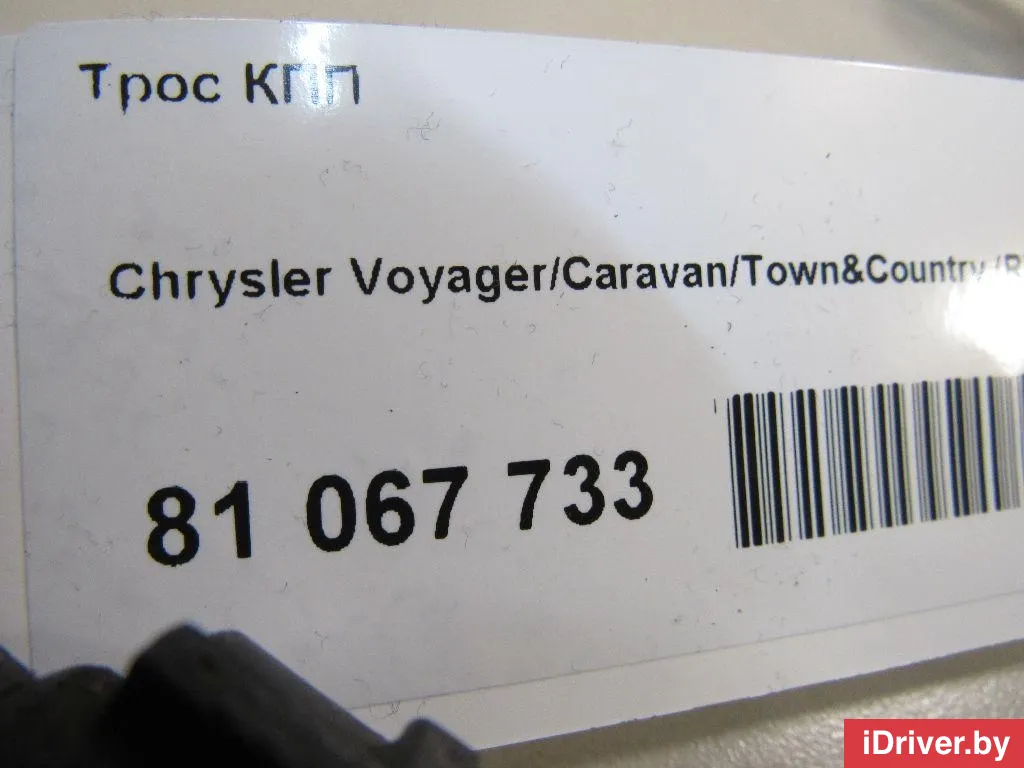 Трос КПП
Chrysler Voyager/Caravan/Town&Country
81 067 733
iDriver.by